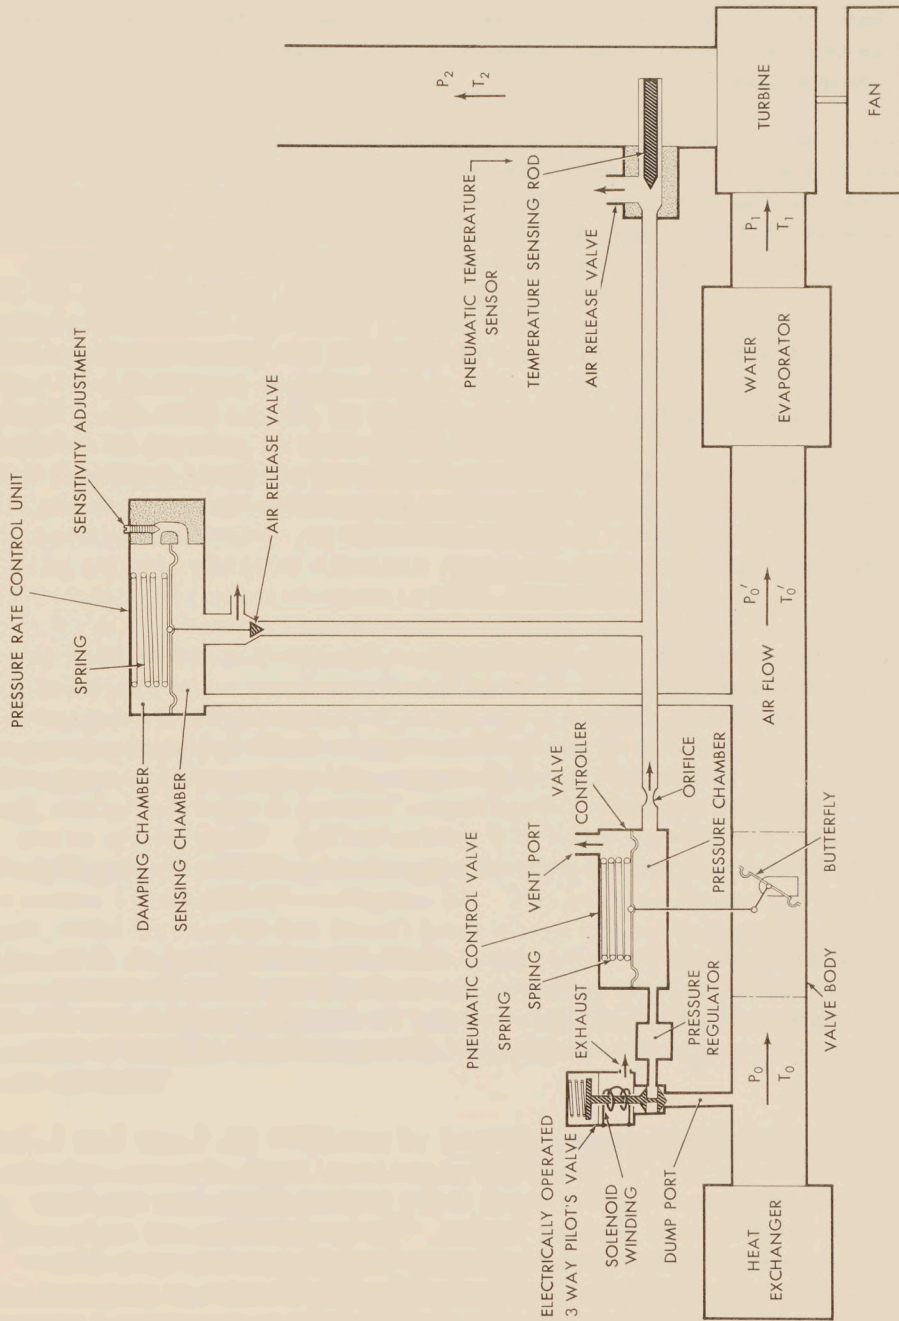 PRESSURE RATE CONTROL UNIT
SENSITIVITY ADJUSTMENT
SPRING
DAMPING CHAMBER
SENSING CHAMBER
AIR RELEASE VALVE
PNEUMATIC TEMPERATURE
SENSOR
TEMPERATURE SENSING ROD
AIR RELEASE VALVE
P2
T2
PNEUMATIC CONTROL VALVE
SPRING
SPRING
VENT PORT
VALVE
CONTROLLER
ORIFICE
PRESSURE CHAMBER
EXHAUST
PRESSURE
REGULATOR
ELECTRICALLY OPERATED
3 WAY PILOT'S VALVE
SOLENOID
WINDING
DUMP PORT
HEAT
EXCHANGER
P0
T0
VALVE BODY
BUTTERFLY
AIR FLOW
P0'
T0'
WATER
EVAPORATOR
P1
T1
TURBINE
FAN